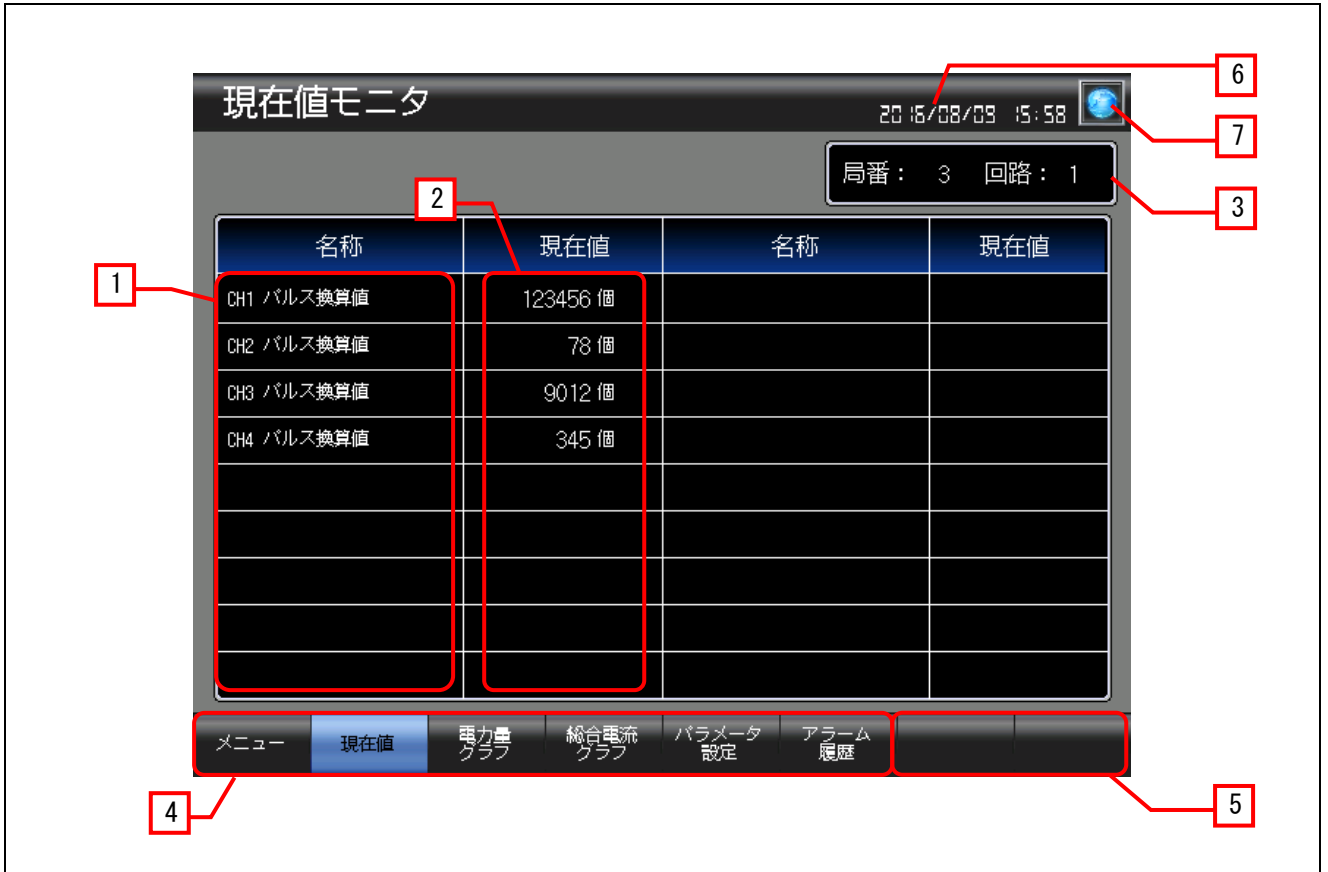 6
現在値モニタ
2016/08/09 15:58
7
局番： 3 回路： 1
2
3
名称 現在値 名称 現在値
1
CH1 パルス換算値 123456 個
CH2 パルス換算値 78 個
CH3 パルス換算値 9012 個
CH4 パルス換算値 345 個
メニュー 現在値 電力量 総合電流 パラメータ アラーム
グラフ グラフ 設定 履歴
4
5